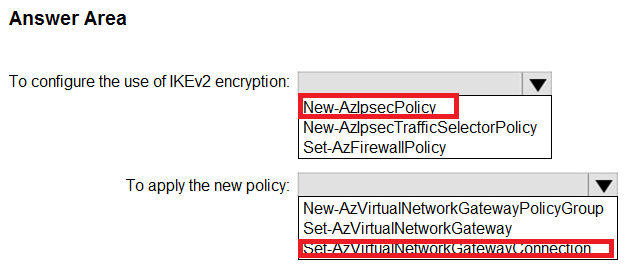 Answer Area
To configure the use of IKEv2 encryption:
New-AzIpsecPolicy
New-AzIpsecTrafficSelectorPolicy
Set-AzFirewallPolicy
To apply the new policy:
New-AzVirtualNetworkGatewayPolicyGroup
Set-AzVirtualNetworkGateway
Set-AzVirtualNetworkGatewayConnection